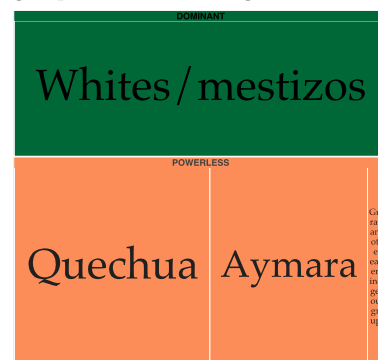 DOMINANT
Whites/mestizos
POWERLESS
Quechua
Aymara